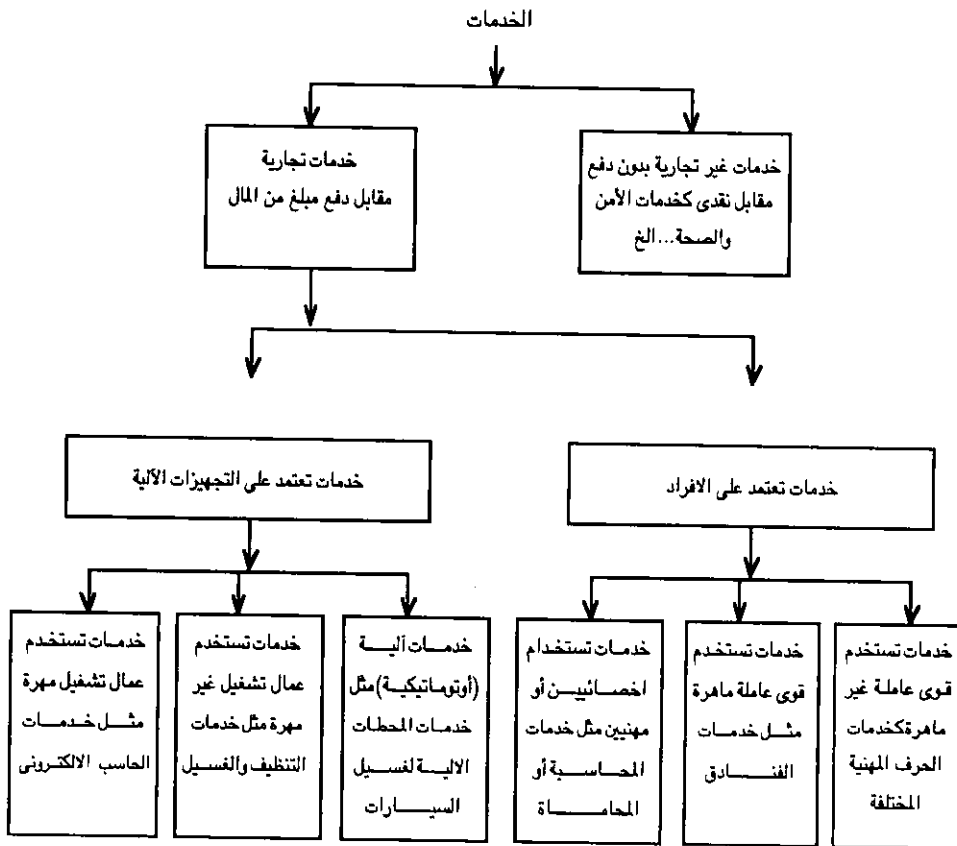 الخدمات
خدمات غير تجارية بدون دفع
مقابل نقدى كخدمات الأمن
والصحة...الخ
خدمات تجارية
مقابل دفع مبلغ من المال
خدمات تعتمد على الافراد
خدمات تعتمد على التجهيزات الآلية
خدمات تستخدم
قوى عاملة غير
ماهرة كخدمات
الحرف المهنية
المختلفة
خدمات تستخدم
قوى عاملة ماهرة
مثل خدمات
الفنادق
خدمات تستخدام
اخصائيين أو
مهنيين مثل خدمات
المحاسبة أو
المحاماة
خدمات آلية
(أوتوماتيكية) مثل
خدمات المحطات
الالية لغسيل
السيارات
خدمات تستخدم
عمال تشغيل غير
مهرة مثل خدمات
التنظيف والغسيل
خدمات تستخدم
عمال تشغيل مهرة
مثل خدمات
الحاسب الالكترونى